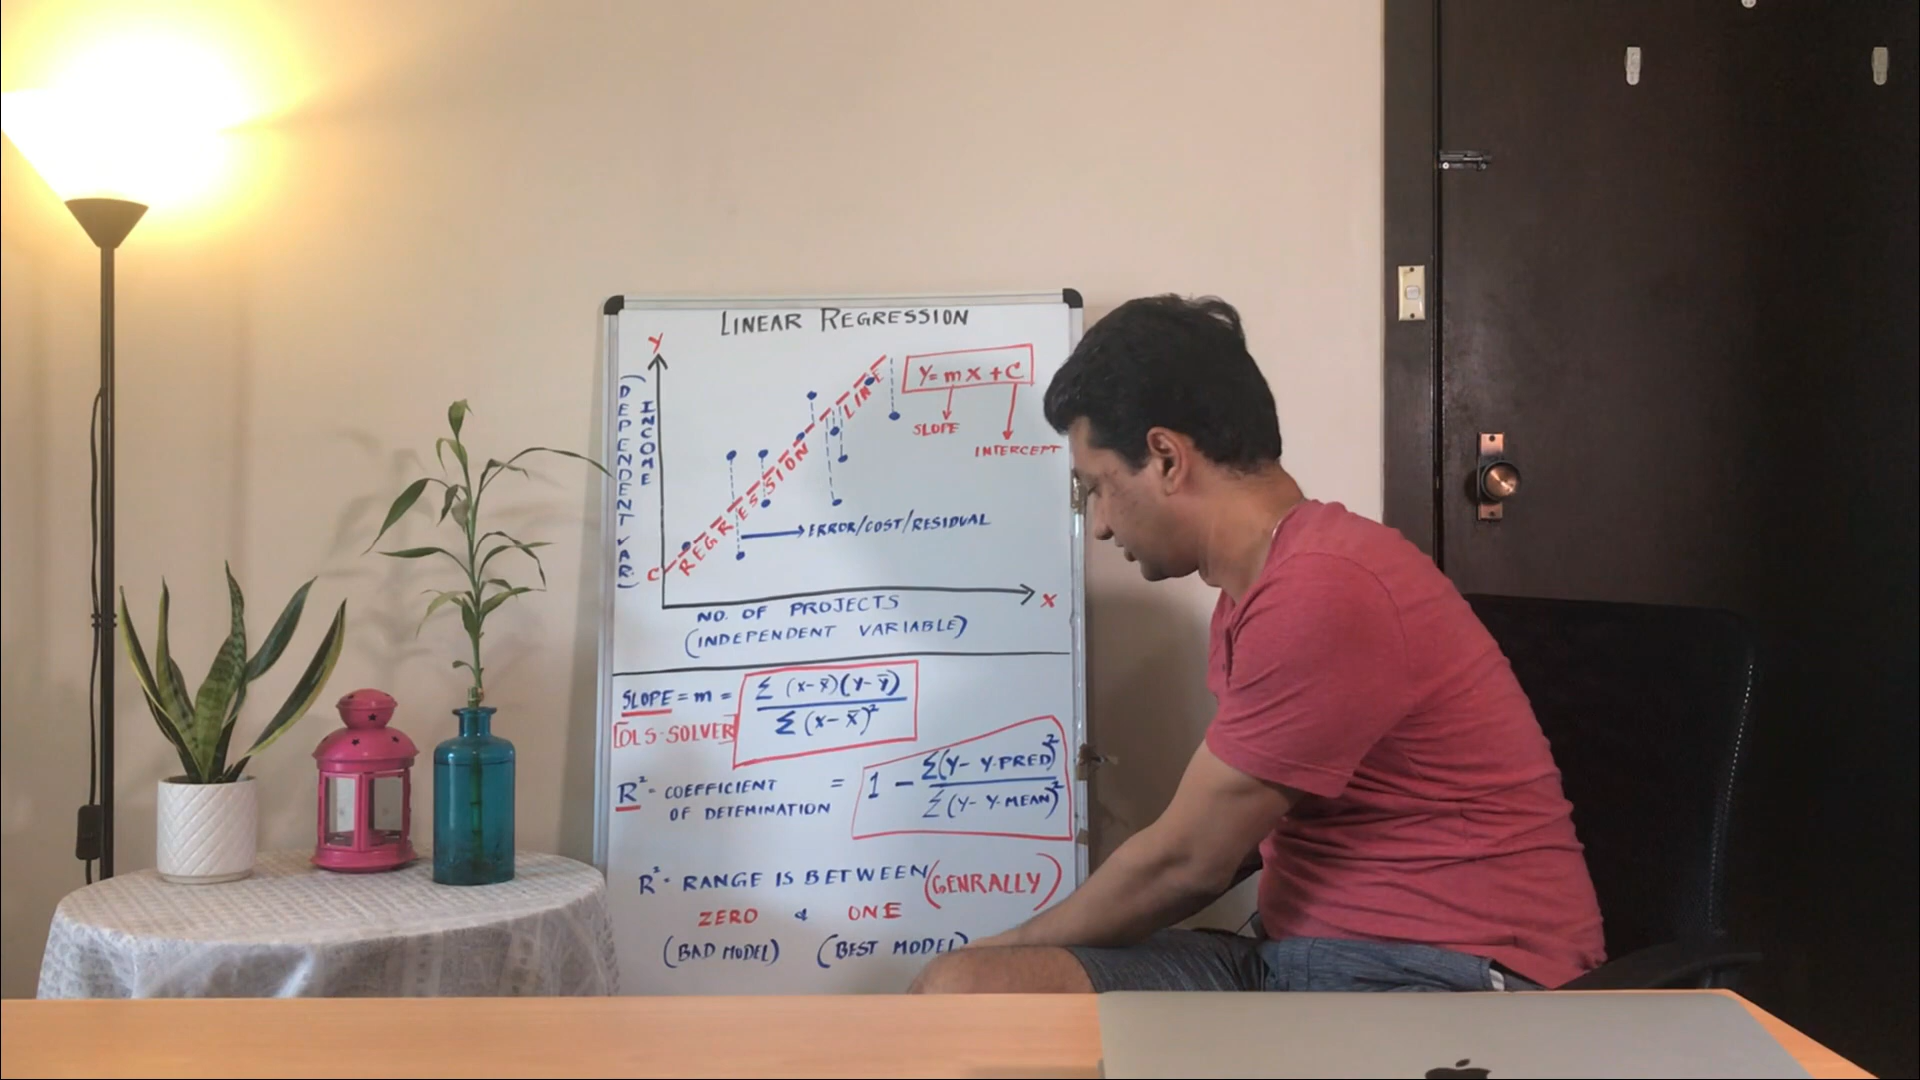 LINEAR REGRESSION
Y
INCOME
(DEPENDENT VAR.)
REGRESSION LINE
Y=mX+C
SLOPE
INTERCEPT
ERROR/COST/RESIDUAL
C
X
NO. OF PROJECTS
(INDEPENDENT VARIABLE)
SLOPE = m = Σ (x-x̄)(y-ȳ)
Σ (x-x̄)²
OLS-SOLVER
R² - COEFFICIENT = 1 - Σ(Y- Y.PRED)²
OF DETEMINATION Σ(Y- Y.MEAN)²
R² - RANGE IS BETWEEN (GENRALLY)
ZERO & ONE
(BAD MODEL) (BEST MODEL)